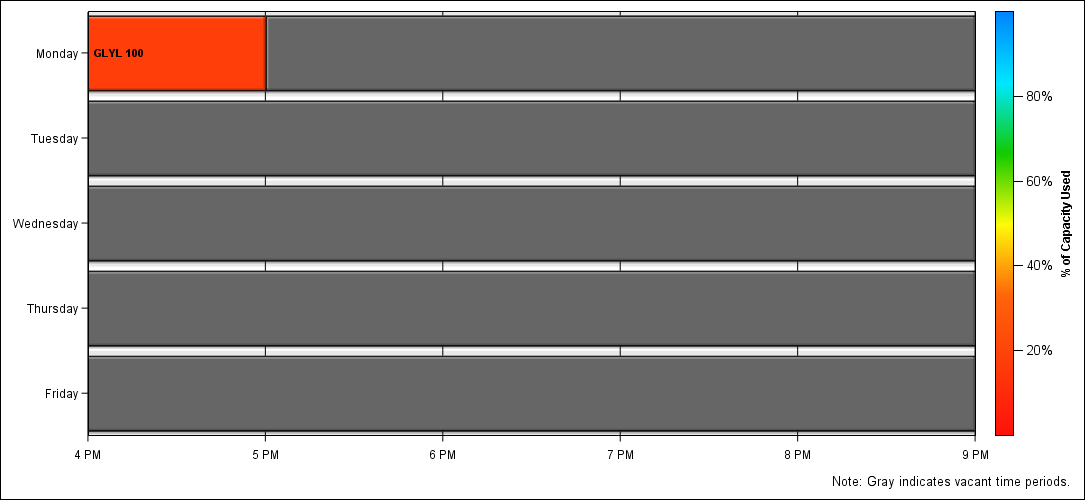 Monday
GLYL 100
Tuesday
Wednesday
Thursday
Friday
4 PM
5 PM
6 PM
7 PM
8 PM
9 PM
80%
60%
40%
20%
% of Capacity Used
Note: Gray indicates vacant time periods.